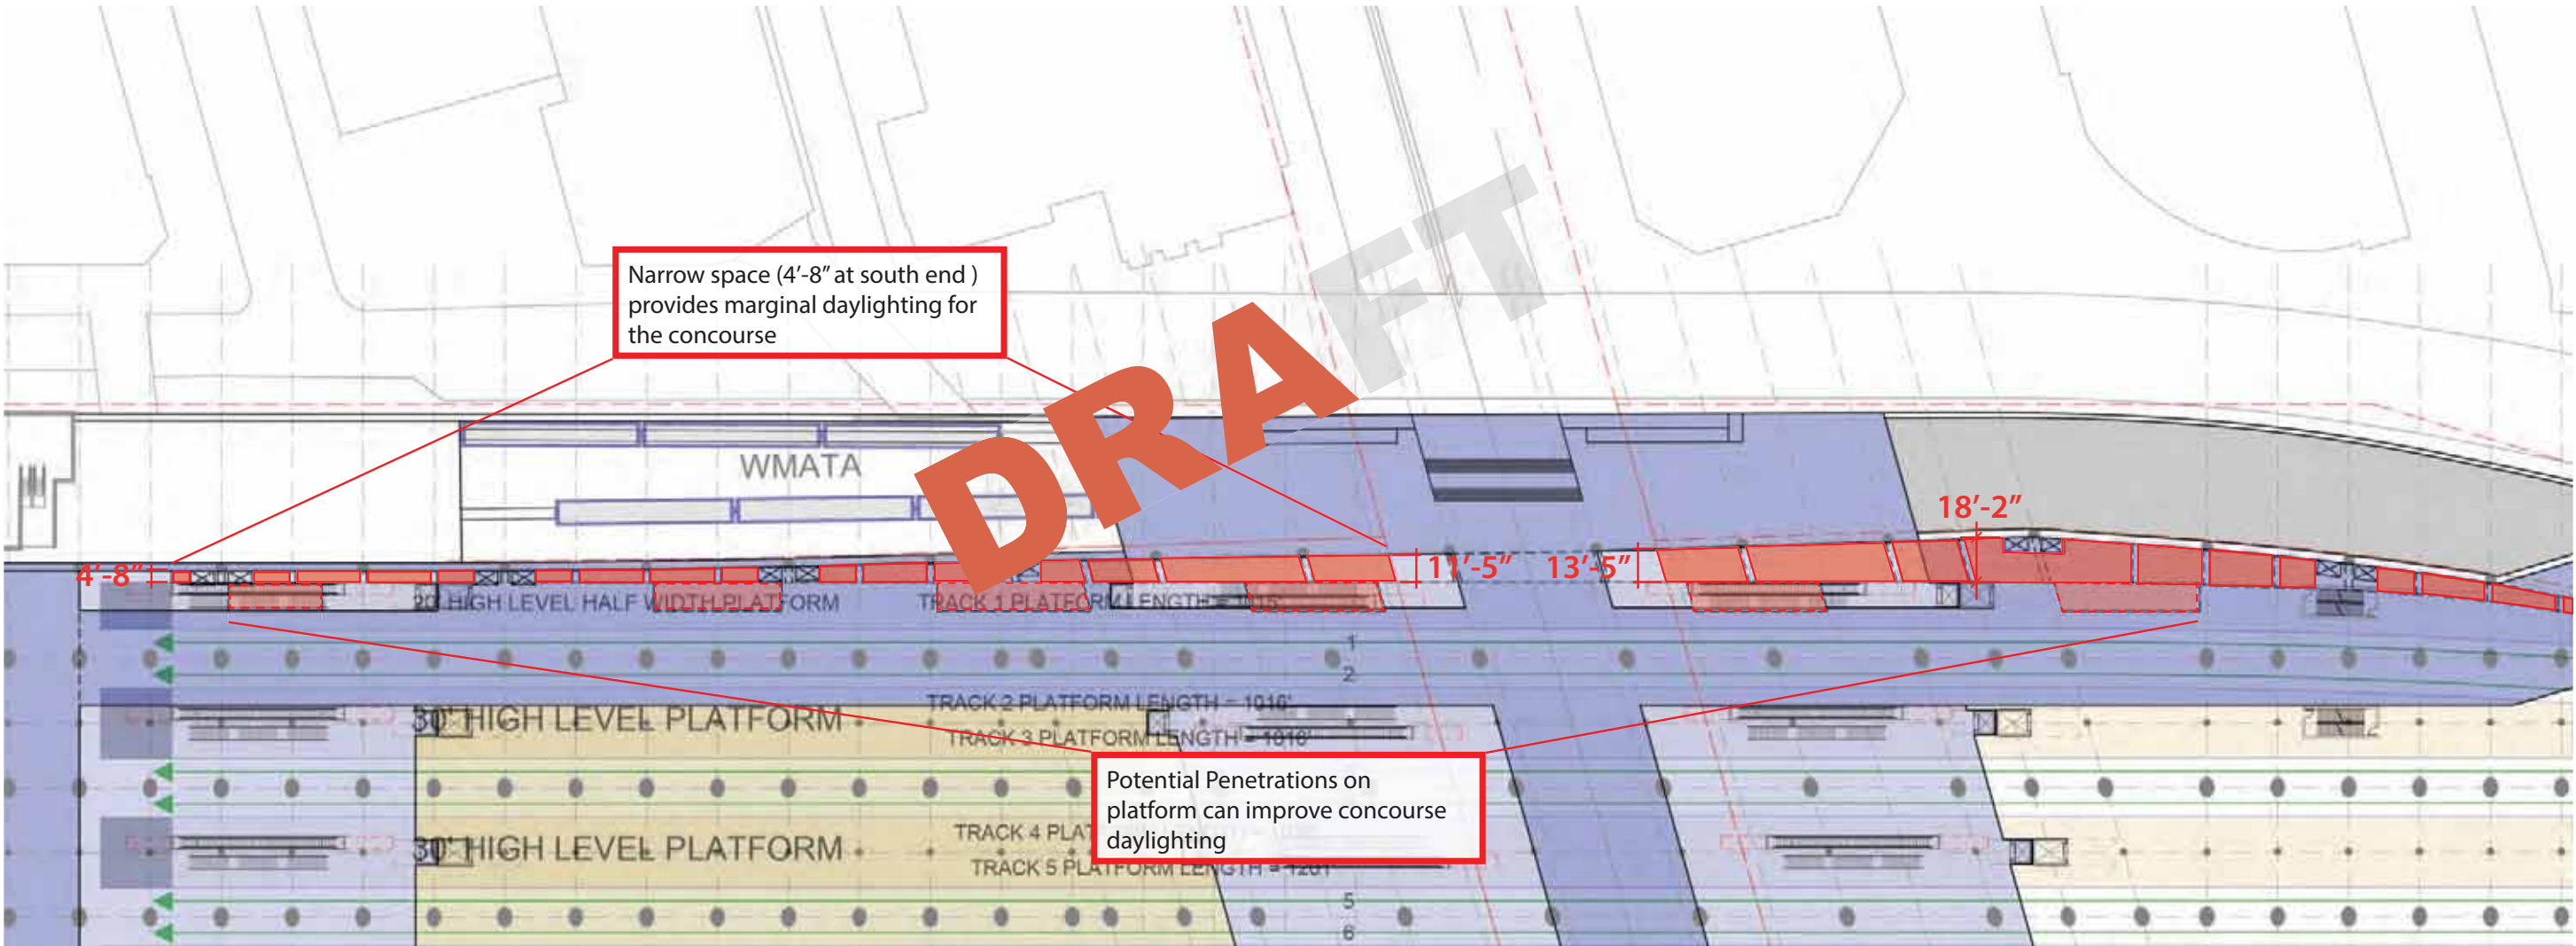 Narrow space (4’-8” at south end )
provides marginal daylighting for
the concourse
DRAFT
WMATA
18’-2”
4’-8”
11’-5”
13’-5”
20' HIGH LEVEL HALF WIDTH PLATFORM
TRACK 1 PLATFORM LENGTH =
1
2
TRACK 2 PLATFORM LENGTH = 1016'
30' HIGH LEVEL PLATFORM
TRACK 3 PLATFORM LENGTH = 1016'
Potential Penetrations on
platform can improve concourse
daylighting
TRACK 4 PLAT
30' HIGH LEVEL PLATFORM
TRACK 5 PLATFORM LENGTH = 1201'
5
6